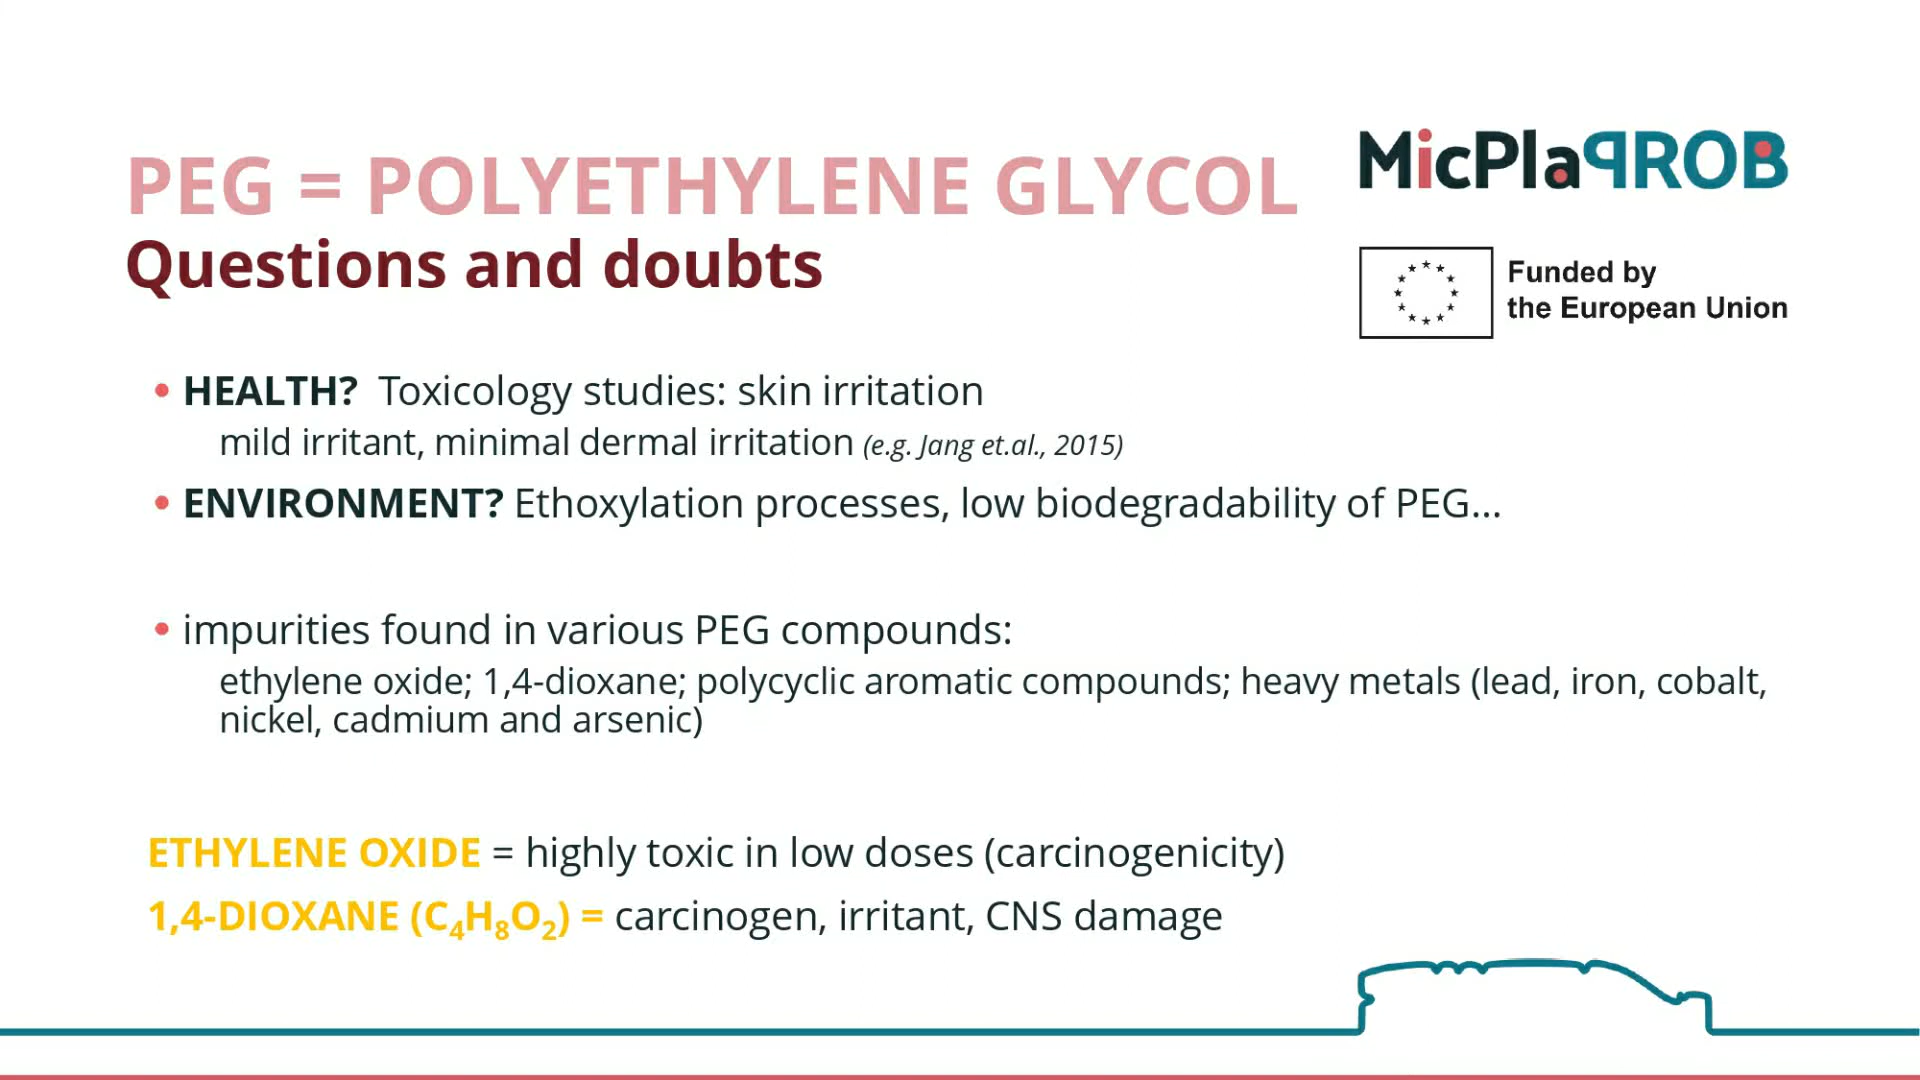 PEG = POLYETHYLENE GLYCOL
Questions and doubts
MicPlaPROB
Funded by
the European Union
• HEALTH? Toxicology studies: skin irritation
mild irritant, minimal dermal irritation (e.g. Jang et.al., 2015)
• ENVIRONMENT? Ethoxylation processes, low biodegradability of PEG...
• impurities found in various PEG compounds:
ethylene oxide; 1,4-dioxane; polycyclic aromatic compounds; heavy metals (lead, iron, cobalt,
nickel, cadmium and arsenic)
ETHYLENE OXIDE = highly toxic in low doses (carcinogenicity)
1,4-DIOXANE (C₄H₈O₂) = carcinogen, irritant, CNS damage